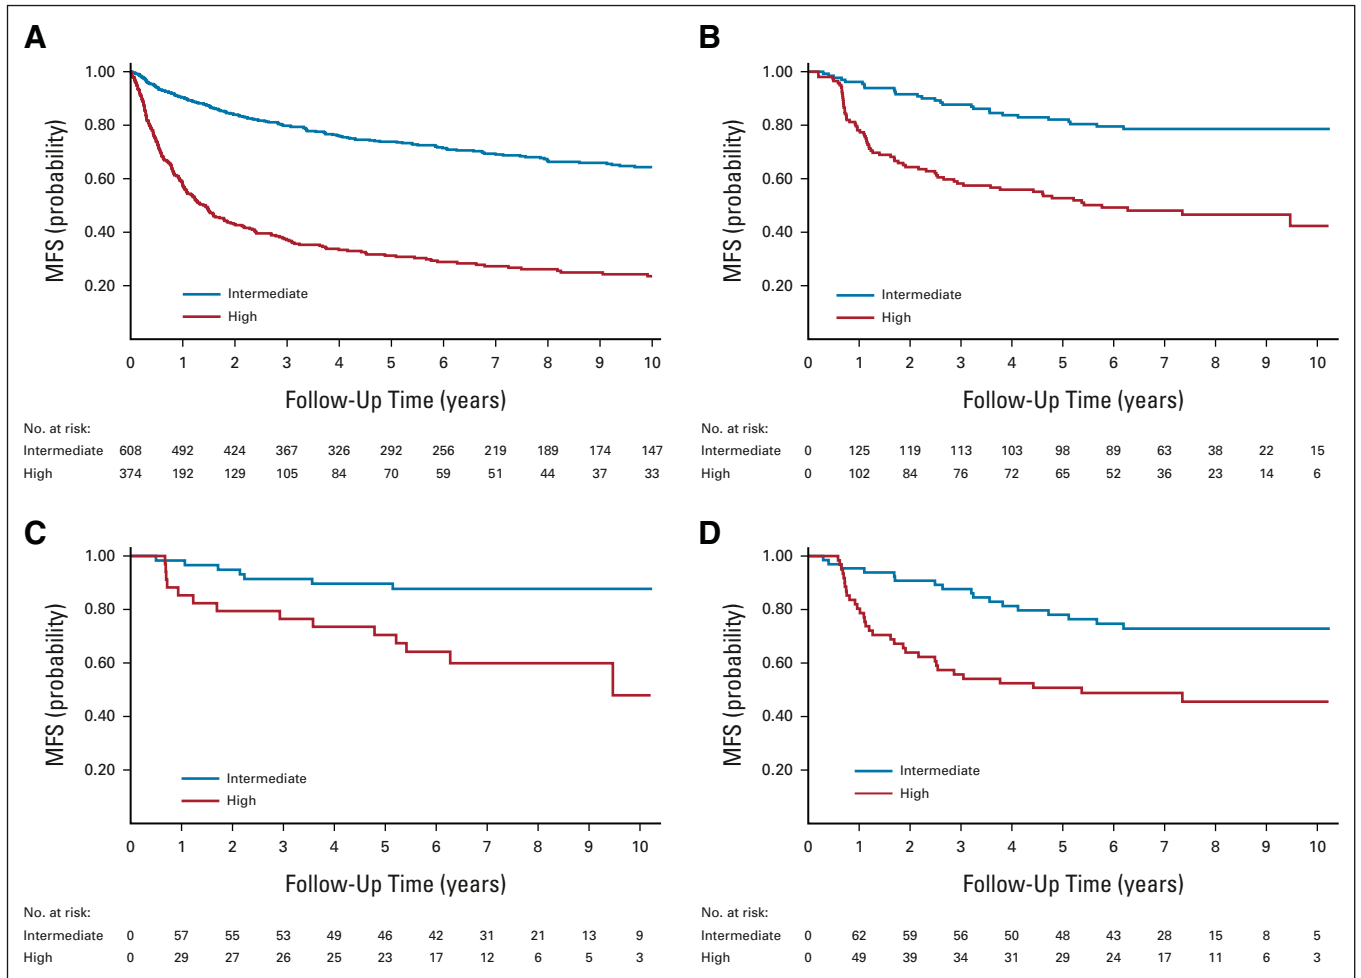 A
1.00
0.80
0.60
0.40
0.20
MFS (probability)
Intermediate
High
0 1 2 3 4 5 6 7 8 9 10
Follow-Up Time (years)
No. at risk:
Intermediate 608 492 424 367 326 292 256 219 189 174 147
High 374 192 129 105 84 70 59 51 44 37 33
B
1.00
0.80
0.60
0.40
0.20
MFS (probability)
Intermediate
High
0 1 2 3 4 5 6 7 8 9 10
Follow-Up Time (years)
No. at risk:
Intermediate 0 125 119 113 103 98 89 63 38 22 15
High 0 102 84 76 72 65 52 36 23 14 6
C
1.00
0.80
0.60
0.40
0.20
MFS (probability)
Intermediate
High
0 1 2 3 4 5 6 7 8 9 10
Follow-Up Time (years)
No. at risk:
Intermediate 0 57 55 53 49 46 42 31 21 13 9
High 0 29 27 26 25 23 17 12 6 5 3
D
1.00
0.80
0.60
0.40
0.20
MFS (probability)
Intermediate
High
0 1 2 3 4 5 6 7 8 9 10
Follow-Up Time (years)
No. at risk:
Intermediate 0 62 59 56 50 48 43 28 15 8 5
High 0 49 39 34 31 29 24 17 11 6 3